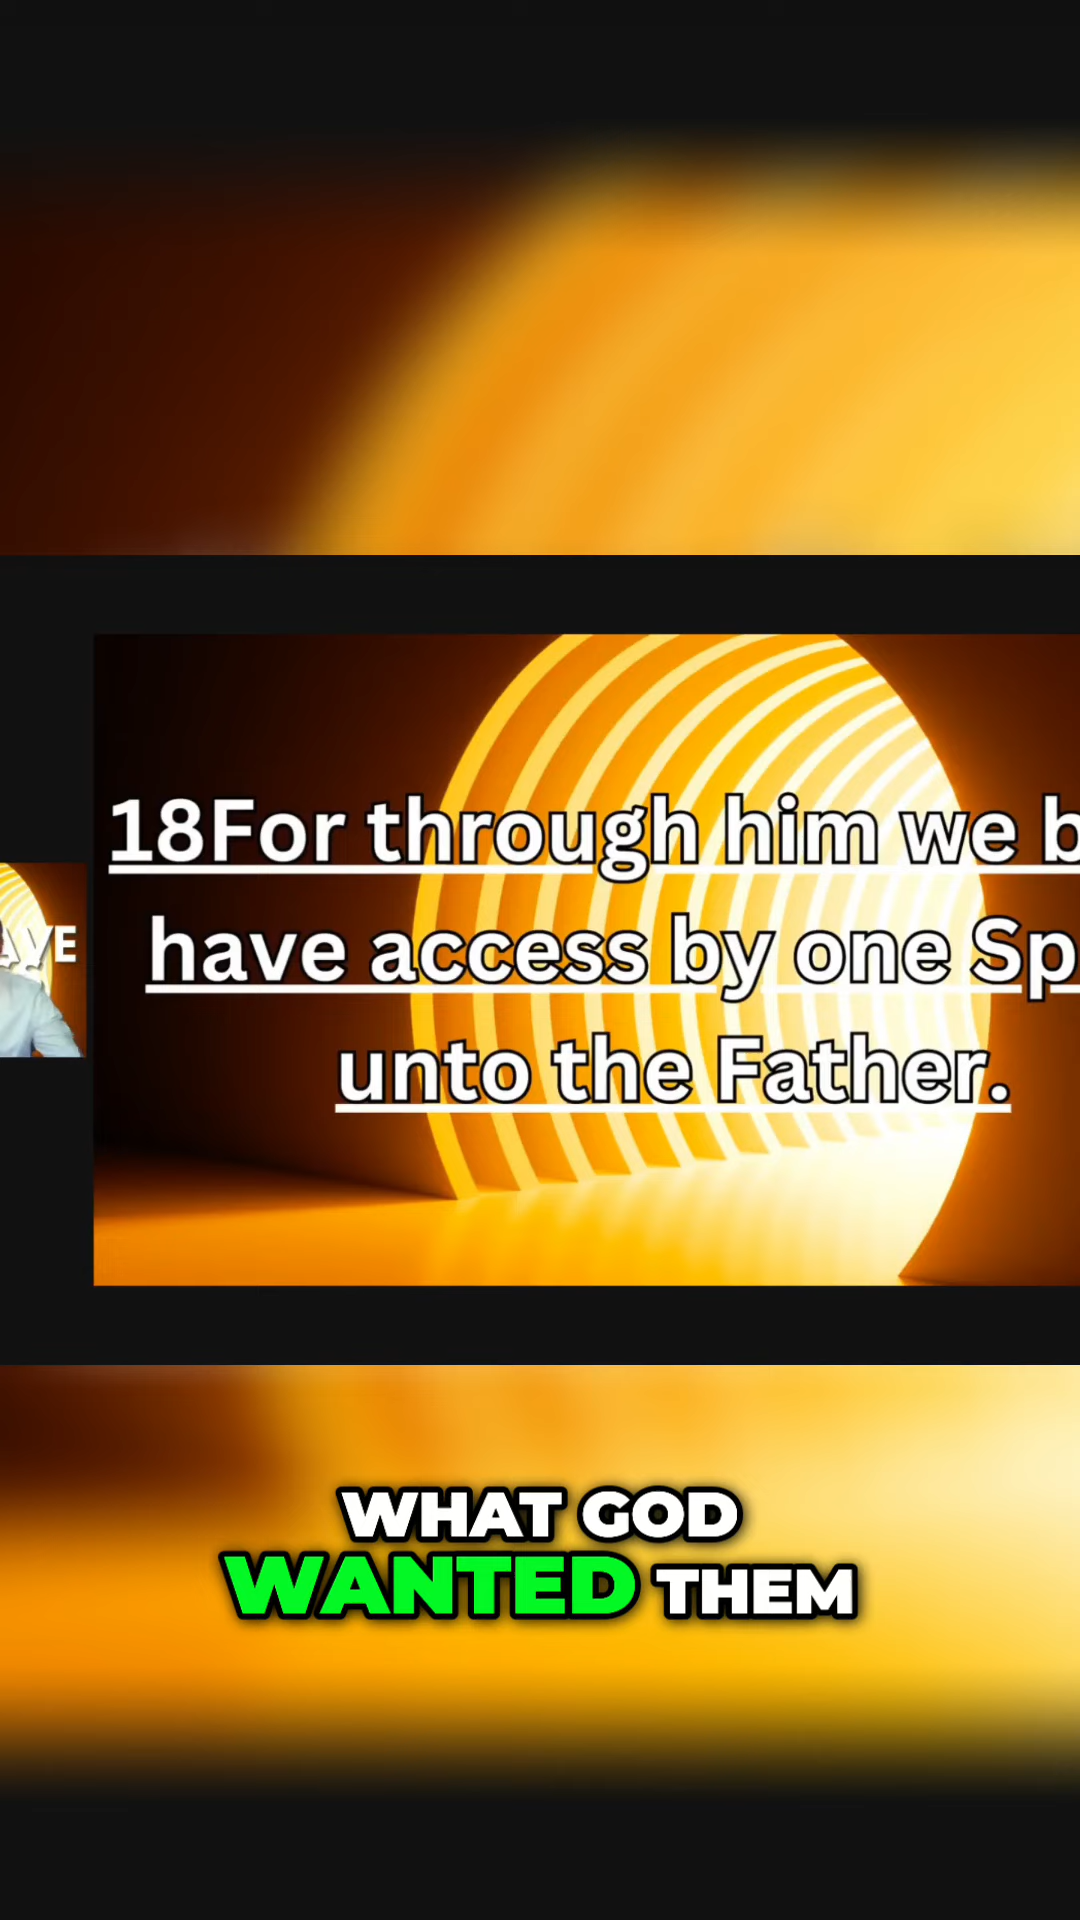 18For through him we b
have access by one Sp
unto the Father.
WHAT GOD
WANTED THEM